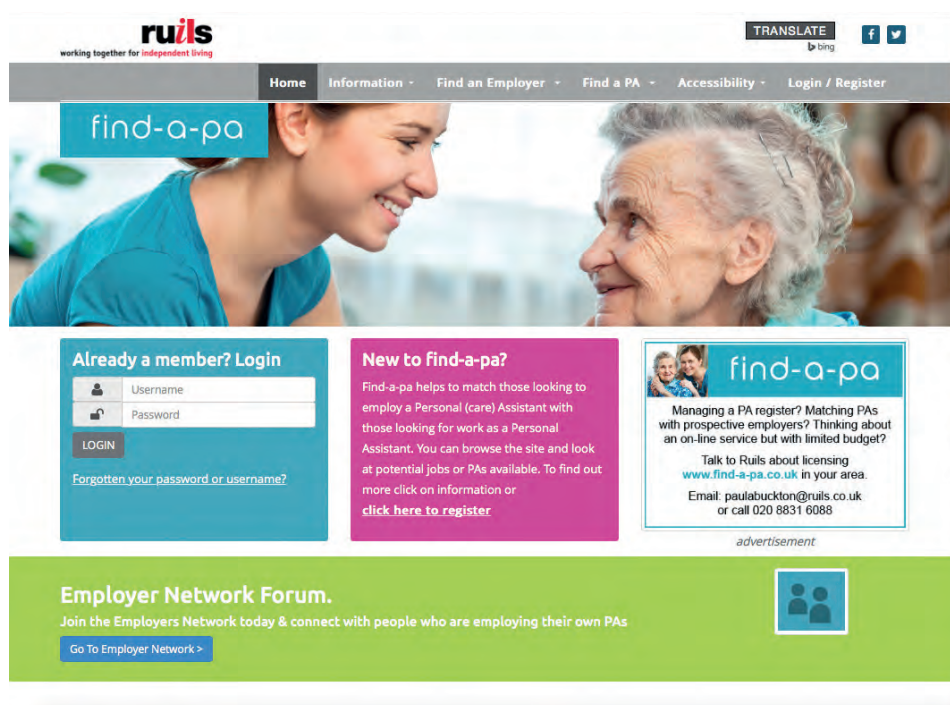 ruils
working together for independent living
TRANSLATE
bing
Home Information Find an Employer Find a PA Accessibility Login / Register
find-a-pa
Already a member? Login
Username
Password
LOGIN
Forgotten your password or username?
New to find-a-pa?
Find-a-pa helps to match those looking to
employ a Personal (care) Assistant with
those looking for work as a Personal
Assistant. You can browse the site and look
at potential jobs or PAs available. To find out
more click on information or
click here to register
find-a-pa
Managing a PA register? Matching PAs
with prospective employers? Thinking about
an on-line service but with limited budget?
Talk to Ruils about licensing
www.find-a-pa.co.uk in your area.
Email: paulabuckton@ruils.co.uk
or call 020 8831 6088
advertisement
Employer Network Forum.
Join the Employers Network today & connect with people who are employing their own PAs
Go To Employer Network >